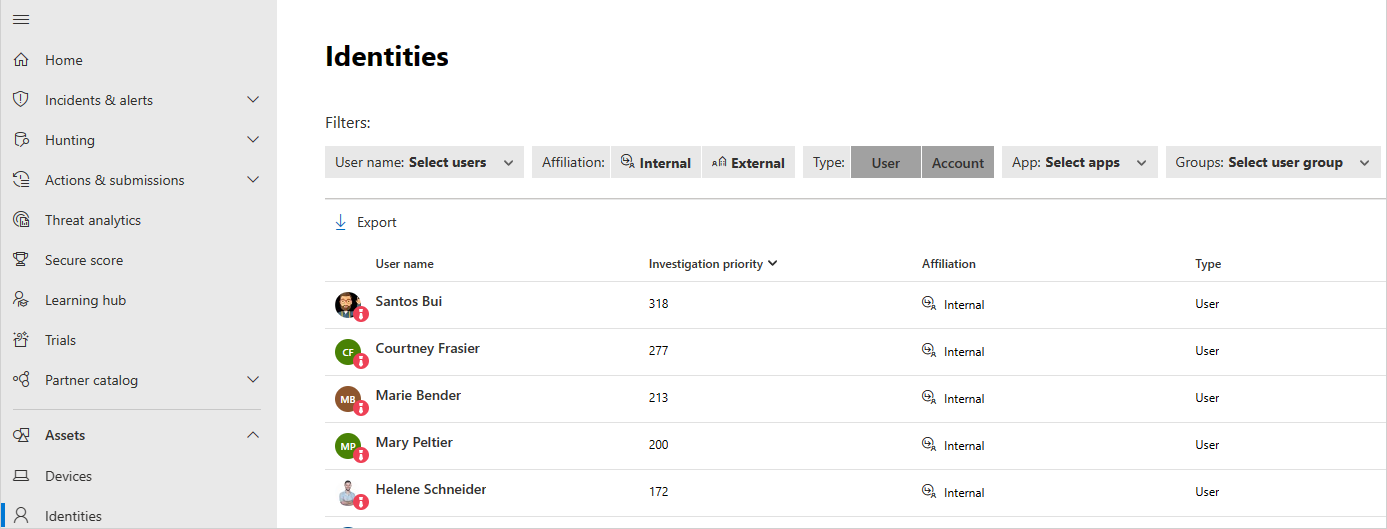 Home
Incidents & alerts
Hunting
Actions & submissions
Threat analytics
Secure score
Learning hub
Trials
Partner catalog
Assets
Devices
Identities
Identities
Filters:
User name: Select users Affiliation: Internal External Type: User Account App: Select apps Groups: Select user group
Export
User name Investigation priority Affiliation Type
Santos Bui 318 Internal User
CF Courtney Frasier 277 Internal User
MB Marie Bender 213 Internal User
MP Mary Peltier 200 Internal User
Helene Schneider 172 Internal User